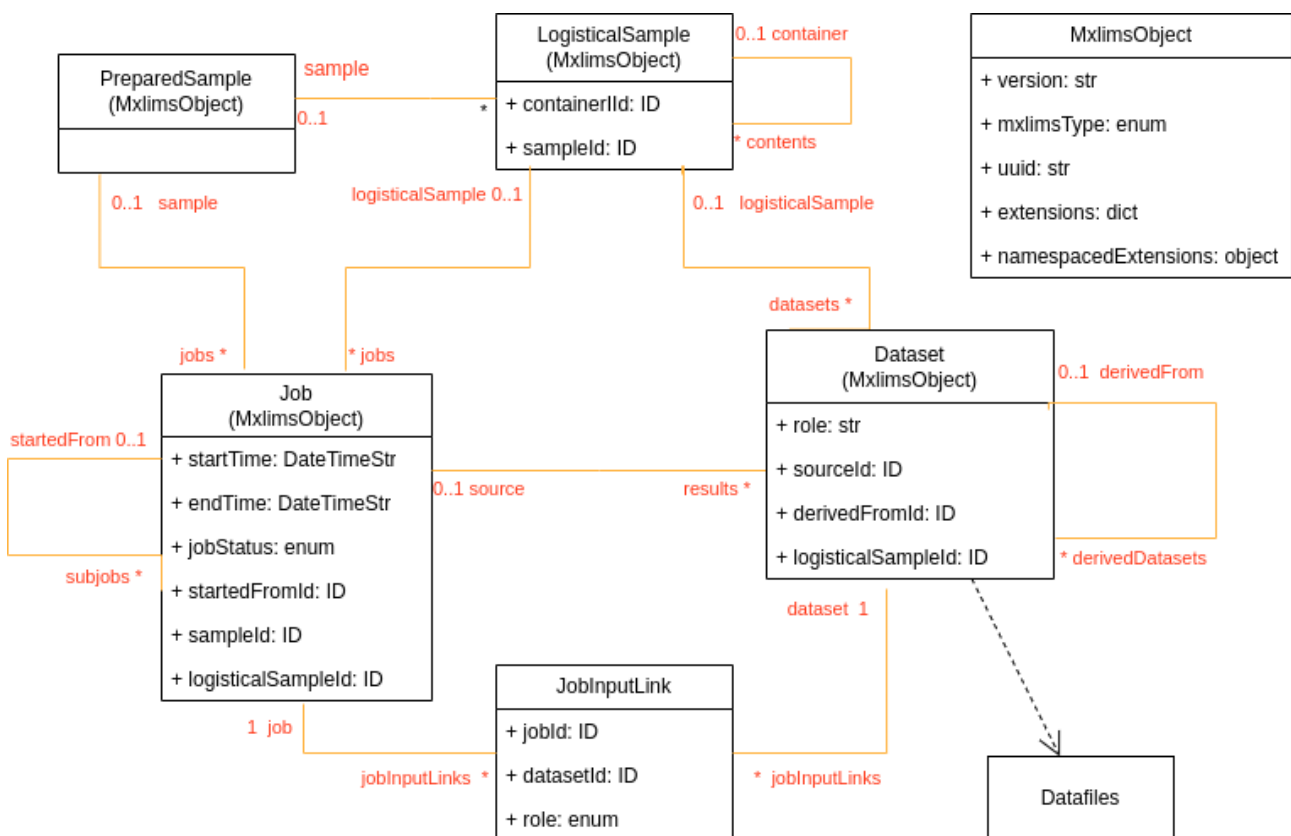 LogisticalSample
(MxlimsObject)
+ containerIId: ID
+ sampleId: ID
0..1 container
* contents
MxlimsObject
+ version: str
+ mxlimsType: enum
+ uuid: str
+ extensions: dict
+ namespacedExtensions: object
PreparedSample
(MxlimsObject)
sample
0..1
*
0..1 sample
logisticalSample 0..1
0..1 logisticalSample
jobs *
* jobs
datasets *
Job
(MxlimsObject)
+ startTime: DateTimeStr
+ endTime: DateTimeStr
+ jobStatus: enum
+ startedFromId: ID
+ sampleId: ID
+ logisticalSampleId: ID
startedFrom 0..1
subjobs *
0..1 source
results *
Dataset
(MxlimsObject)
+ role: str
+ sourceId: ID
+ derivedFromId: ID
+ logisticalSampleId: ID
0..1 derivedFrom
* derivedDatasets
dataset 1
1 job
jobInputLinks *
JobInputLink
+ jobId: ID
+ datasetId: ID
+ role: enum
* jobInputLinks
Datafiles